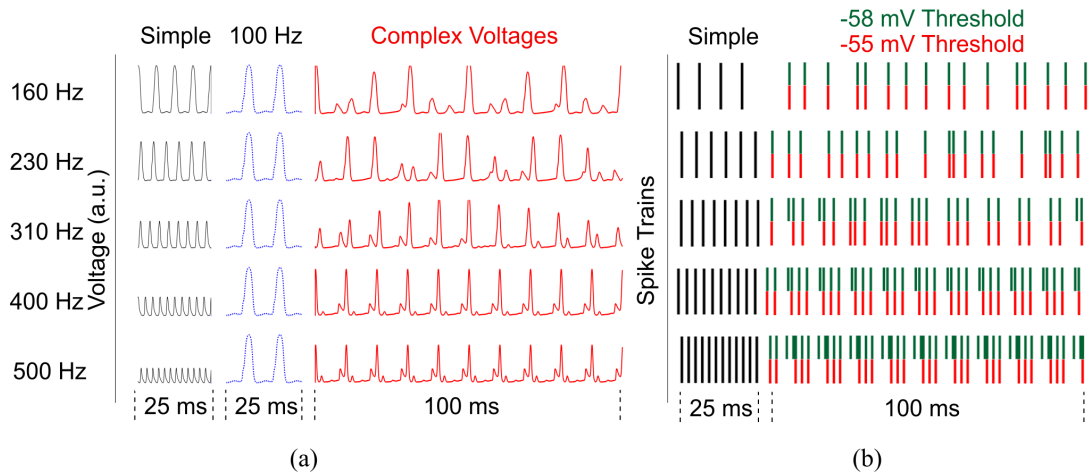 Simple 100 Hz Complex Voltages
Simple
-58 mV Threshold
-55 mV Threshold
160 Hz
230 Hz
310 Hz
400 Hz
500 Hz
Voltage (a.u.)
Spike Trains
25 ms 25 ms 100 ms
25 ms 100 ms
(a)
(b)